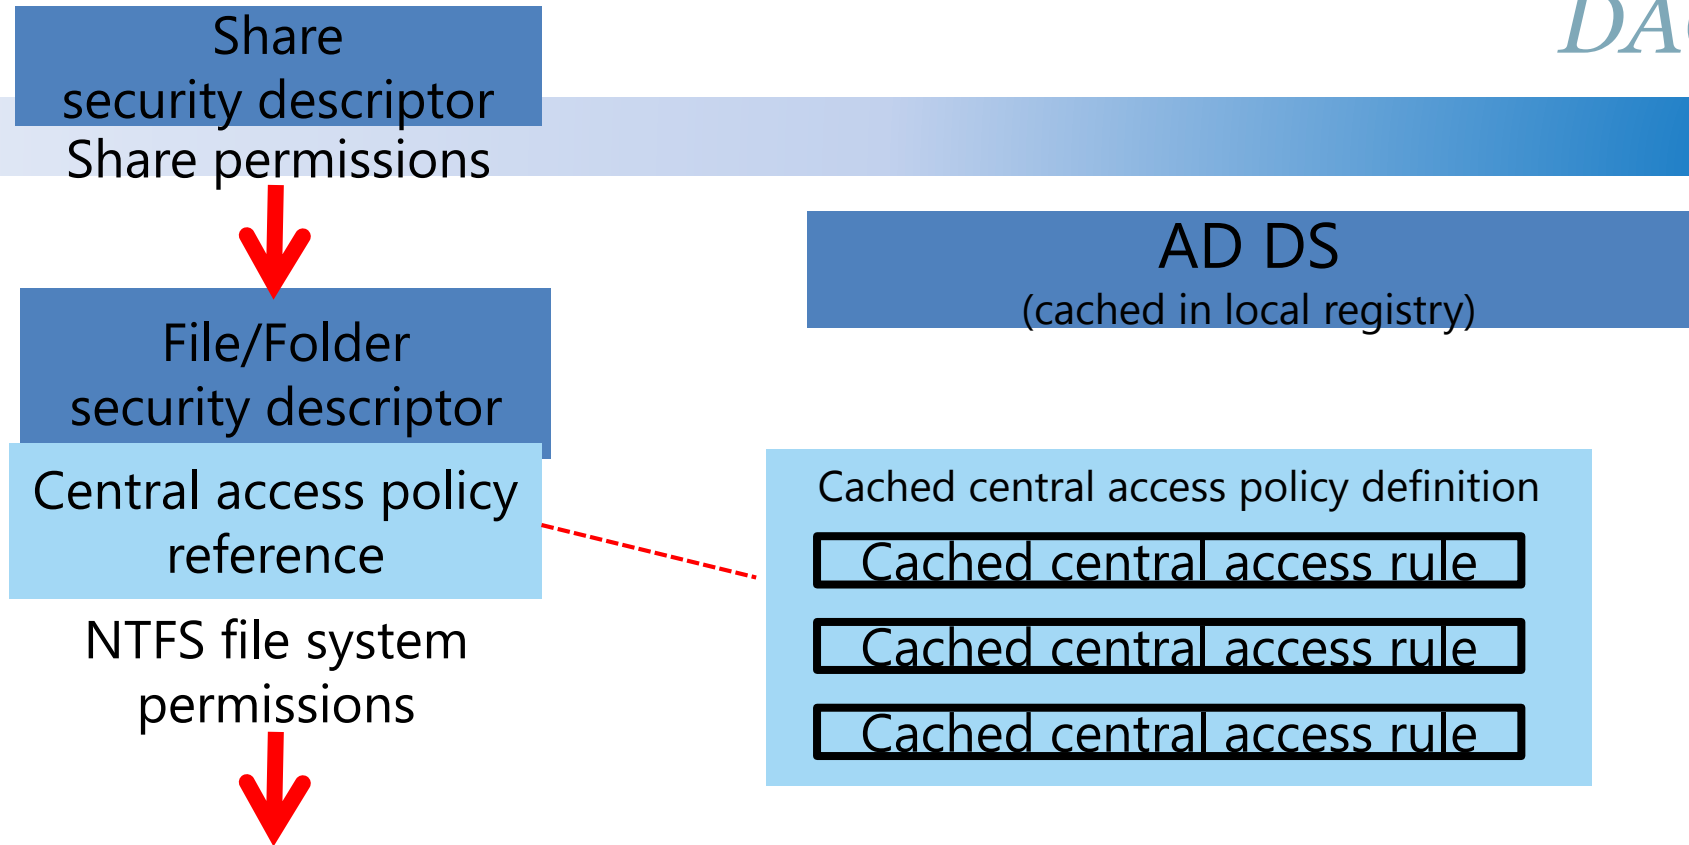 DAC
Share
security descriptor
Share permissions
AD DS
(cached in local registry)
File/Folder
security descriptor
Central access policy
reference
Cached central access policy definition
Cached central access rule
Cached central access rule
Cached central access rule
NTFS file system
permissions